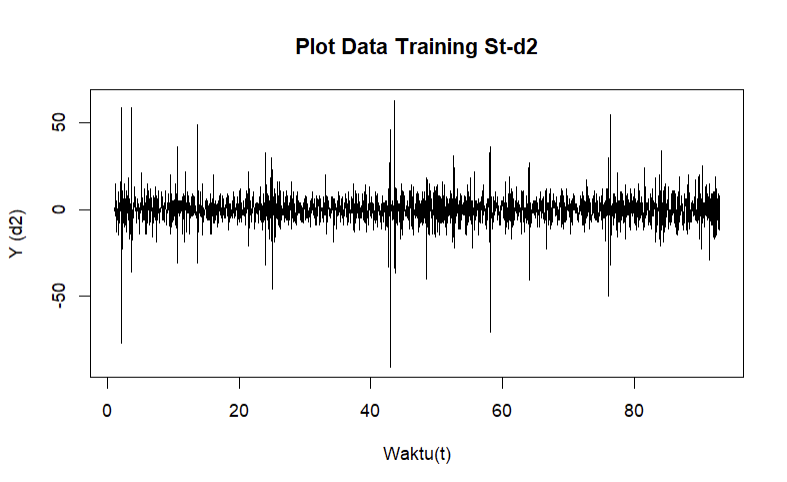 Plot Data Training St-d2
Y (d2)
50
0
-50
0 20 40 60 80
Waktu(t)